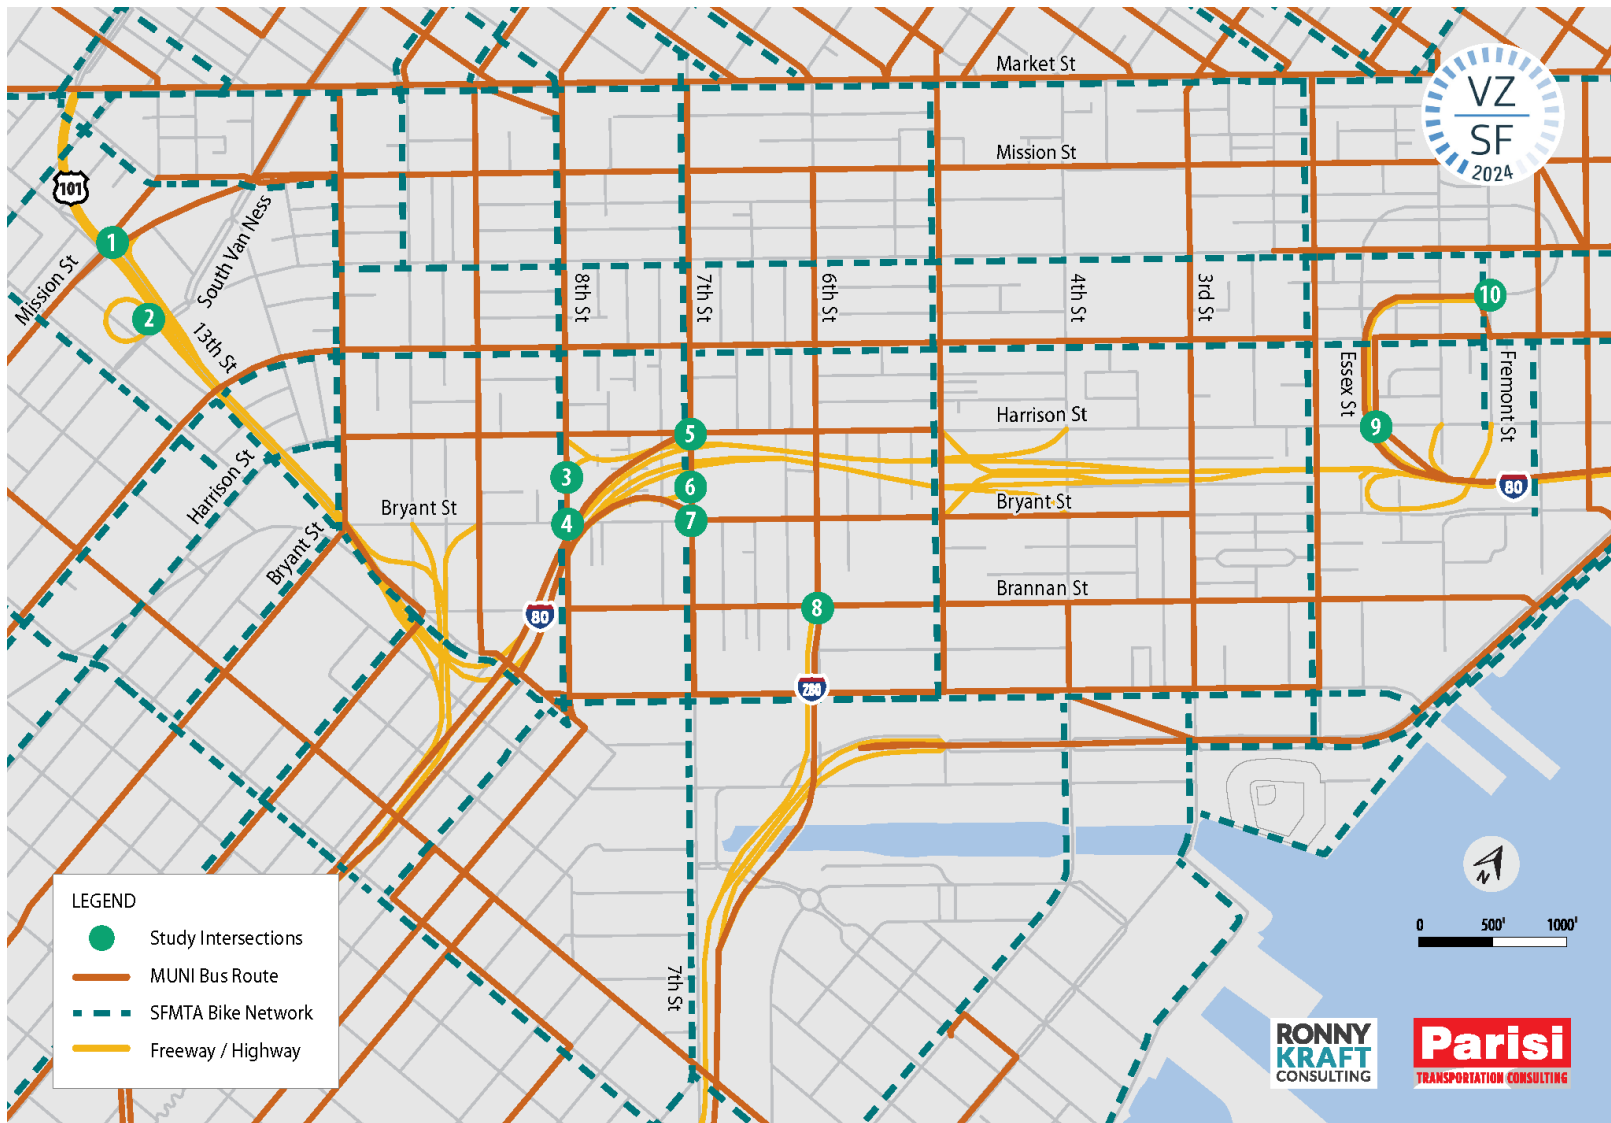 Market St
VZ
SF
2024
Mission St
101
1
South Van Ness
Mission St
2
13th St
8th St
7th St
6th St
4th St
3rd St
10
Essex St
Fremont St
Harrison St
5
9
3
6
Harrison St
Bryant St
Bryant St
80
4
7
Bryant St
Brannan St
80
8
280
LEGEND
Study Intersections
MUNI Bus Route
SFMTA Bike Network
Freeway / Highway
7th St
N
0 500' 1000'
RONNY
KRAFT
CONSULTING
Parisi
TRANSPORTATION CONSULTING